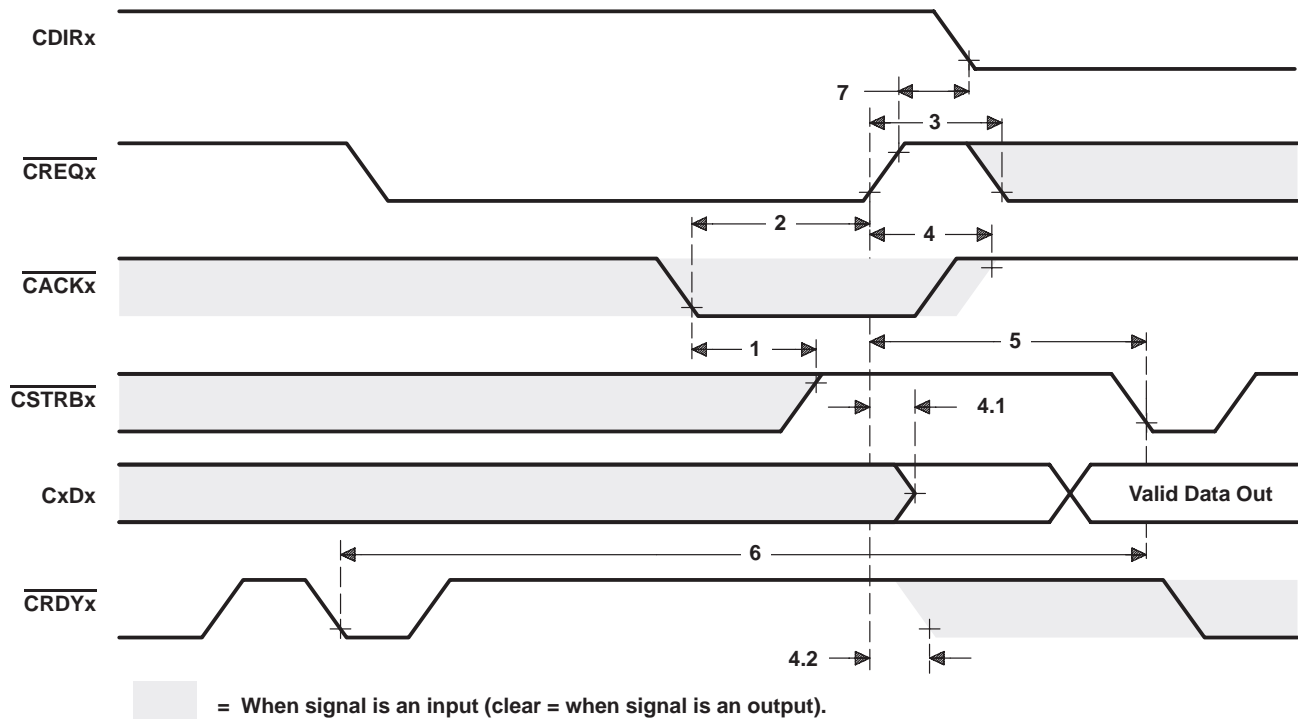 CDIRx
7
3
CREQx
2
4
CACKx
1
5
CSTRBx
4.1
CxDx
Valid Data Out
6
CRDYx
4.2
= When signal is an input (clear = when signal is an output).